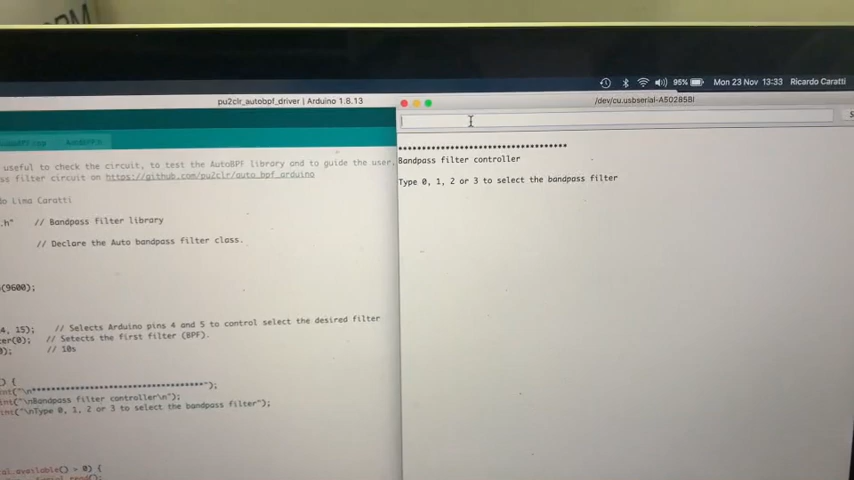 95% Mon 23 Nov 13:33 Ricardo Caratti
pu2clr_autobpf_driver | Arduino 1.8.13
/dev/cu.usbserial-A50285BI
useful to check the circuit, to test the AutoBPF library and to guide the user,
ss filter circuit on https://github.com/pu2clr/auto_bpf_arduino
do Lima Caratti
.h" // Bandpass filter library
// Declare the Auto bandpass filter class.
(9600);
4, 15); // Selects Arduino pins 4 and 5 to control select the desired filter
er(0); // Setects the first filter (BPF).
0); // 10s
() {
int("\n***********************************");
int("\nBandpass filter controller\n");
int("\nType 0, 1, 2 or 3 to select the bandpass filter");
al.available() > 0) {
***********************************
Bandpass filter controller
Type 0, 1, 2 or 3 to select the bandpass filter